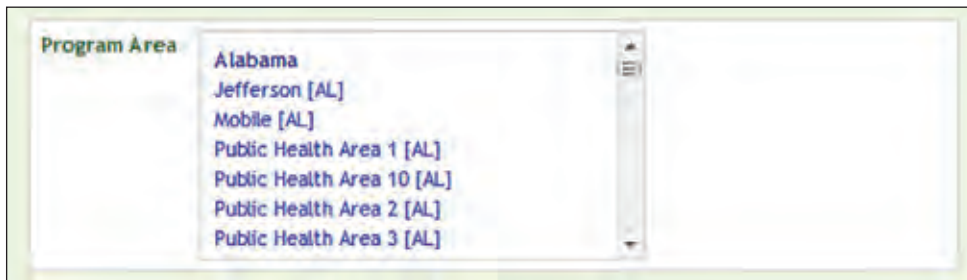 Program Area
Alabama
Jefferson [AL]
Mobile [AL]
Public Health Area 1 [AL]
Public Health Area 10 [AL]
Public Health Area 2 [AL]
Public Health Area 3 [AL]